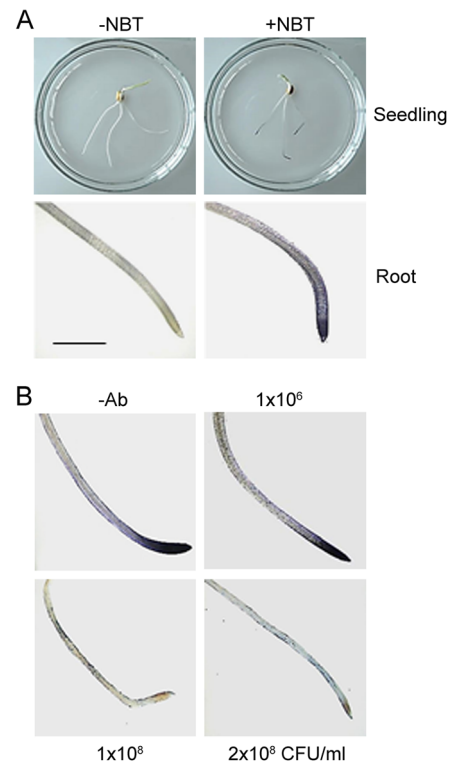 A
-NBT +NBT
Seedling
Root
B
-Ab 1x10⁶
1x10⁸ 2x10⁸ CFU/ml